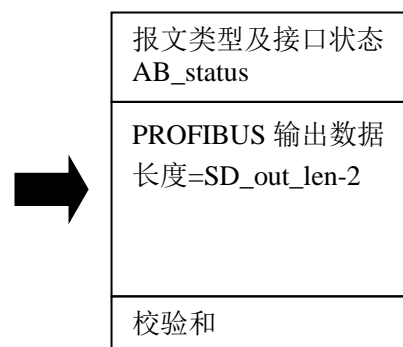 报文类型及接口状态
AB_status
PROFIBUS 输出数据
长度=SD_out_len-2
校验和